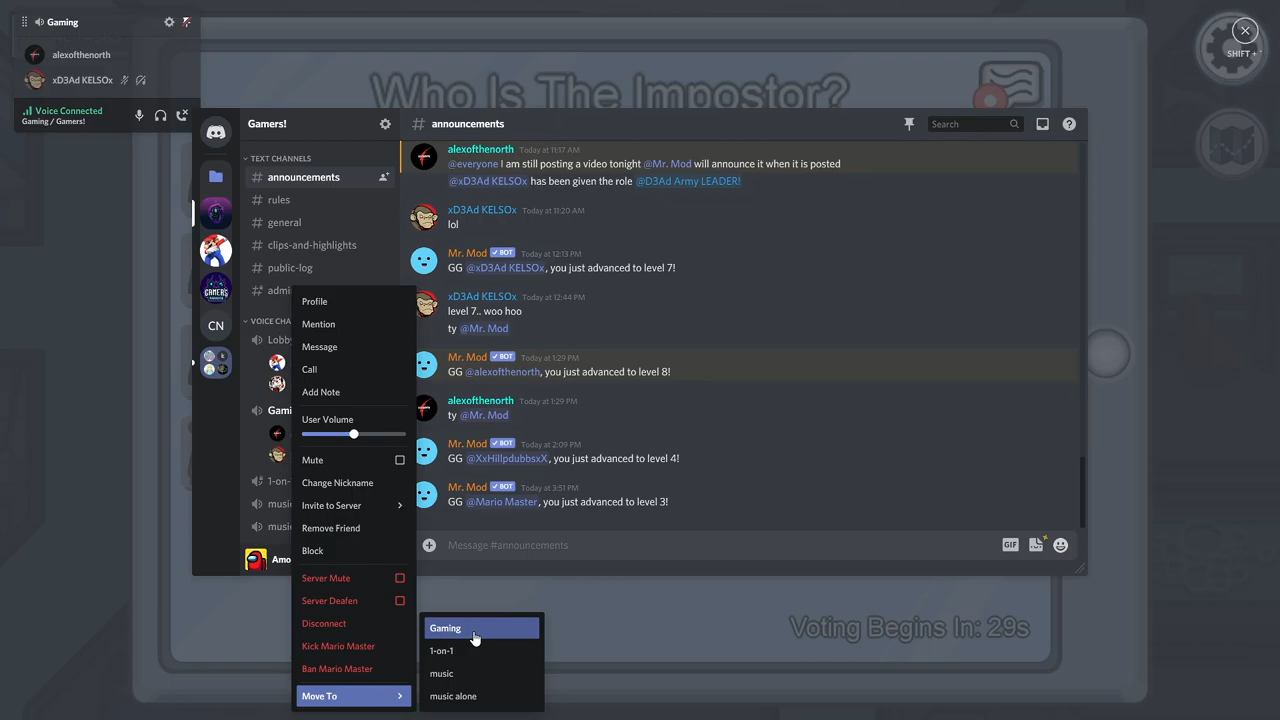 Gaming
alexofthenorth
xD3Ad KELSOx
Voice Connected
Gaming / Gamers!
Who Is The Impostor?
SHIFT +
Gamers!
TEXT CHANNELS
announcements
rules
general
clips-and-highlights
public-log
admi
VOICE CHA
Lobb
Gami
1-on-
musi
musi
Amo
CN
announcements
Search
alexofthenorth Today at 11:17 AM
@everyone I am still posting a video tonight @Mr. Mod will announce it when it is posted
@xD3Ad KELSOx has been given the role @D3Ad Army LEADER!
xD3Ad KELSOx Today at 11:20 AM
lol
Mr. Mod BOT Today at 12:13 PM
GG @xD3Ad KELSOx, you just advanced to level 7!
xD3Ad KELSOx Today at 12:44 PM
level 7.. woo hoo
ty @Mr. Mod
Mr. Mod BOT Today at 1:29 PM
GG @alexofthenorth, you just advanced to level 8!
alexofthenorth Today at 1:29 PM
ty @Mr. Mod
Mr. Mod BOT Today at 2:09 PM
GG @XxHillpdubbsxX, you just advanced to level 4!
Mr. Mod BOT Today at 3:51 PM
GG @Mario Master, you just advanced to level 3!
Message #announcements
GIF
Profile
Mention
Message
Call
Add Note
User Volume
Mute
Change Nickname
Invite to Server
Remove Friend
Block
Server Mute
Server Deafen
Disconnect
Kick Mario Master
Ban Mario Master
Move To
Gaming
1-on-1
music
music alone
Voting Begins In: 29s